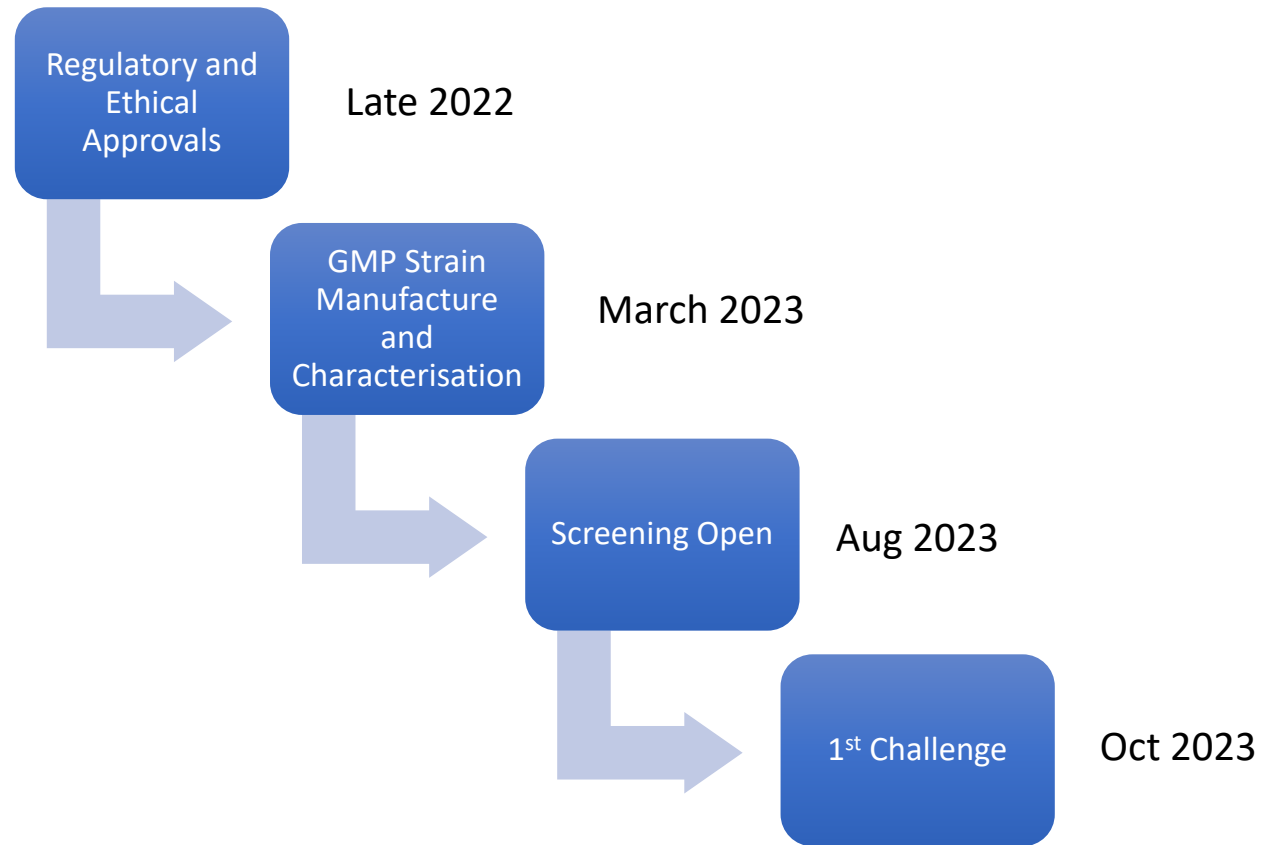 Regulatory and
Ethical
Approvals
Late 2022
GMP Strain
Manufacture
and
Characterisation
March 2023
Screening Open
Aug 2023
1st Challenge
Oct 2023